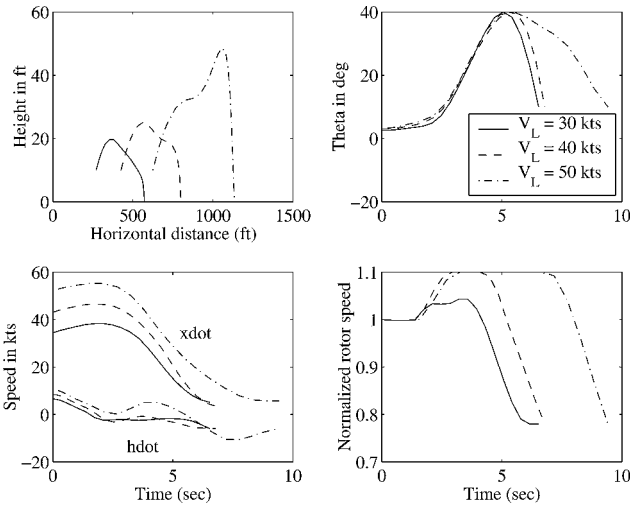 60
40
20
0
Height in ft
0 500 1000 1500
Horizontal distance (ft)
40
20
0
−20
Theta in deg
0 5 10
V_L = 30 kts
V_L = 40 kts
V_L = 50 kts
60
40
20
0
−20
Speed in kts
xdot
hdot
0 5 10
Time (sec)
1.1
1
0.9
0.8
0.7
Normalized rotor speed
0 5 10
Time (sec)